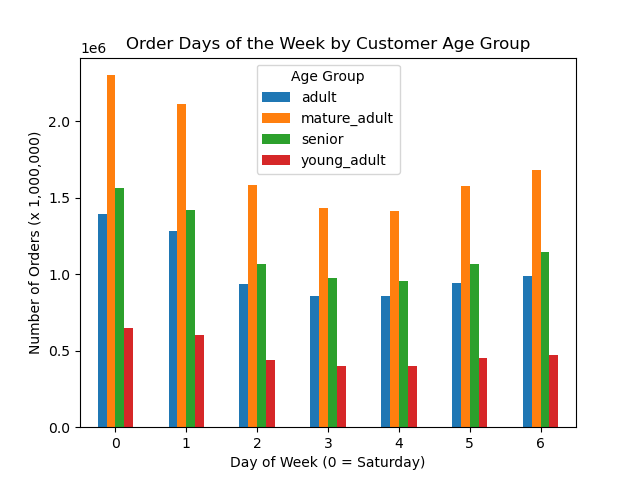 Order Days of the Week by Customer Age Group
1e6
Number of Orders (x 1,000,000)
2.0
1.5
1.0
0.5
0.0
Age Group
adult
mature_adult
senior
young_adult
0 1 2 3 4 5 6
Day of Week (0 = Saturday)